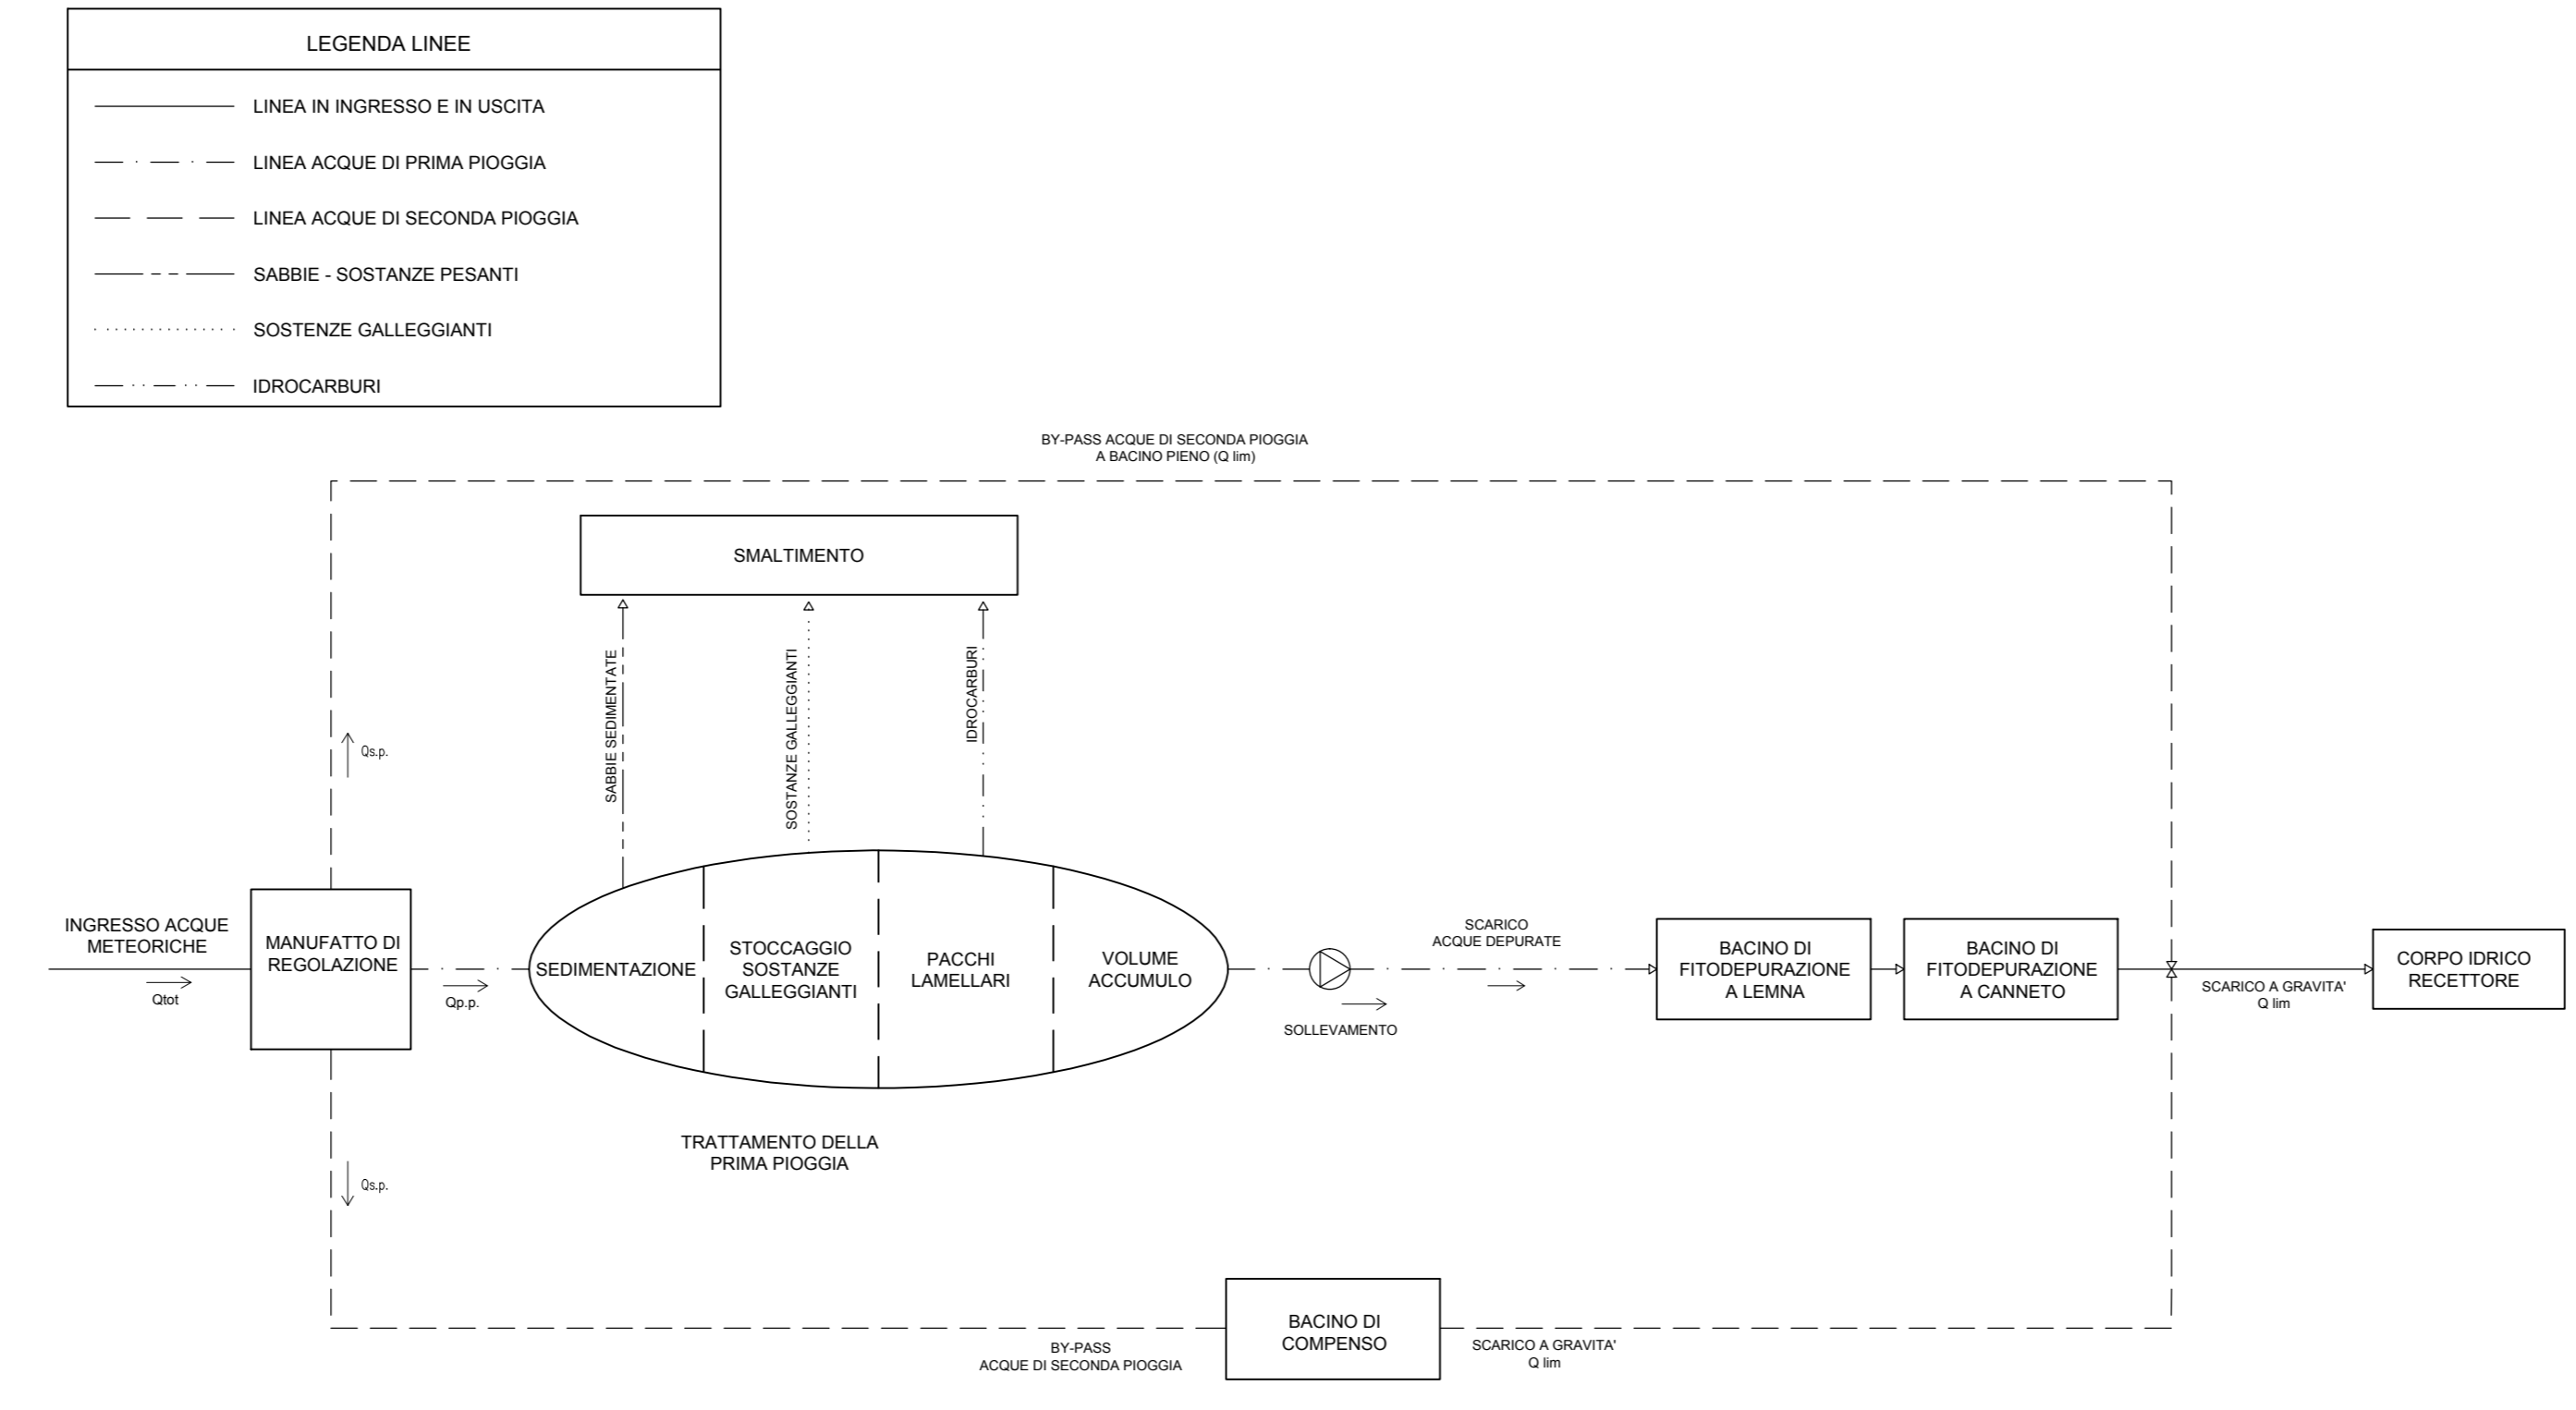 LEGENDA LINEE
LINEA IN INGRESSO E IN USCITA
LINEA ACQUE DI PRIMA PIOGGIA
LINEA ACQUE DI SECONDA PIOGGIA
SABBIE - SOSTANZE PESANTI
SOSTENZE GALLEGGIANTI
IDROCARBURI
BY-PASS ACQUE DI SECONDA PIOGGIA
A BACINO PIENO (Q lim)
SMALTIMENTO
SABBIE SEDIMENTATE
SOSTANZE GALLEGGIANTI
IDROCARBURI
Qs.p.
INGRESSO ACQUE
METEORICHE
Qtot
MANUFATTO DI
REGOLAZIONE
Qp.p.
SEDIMENTAZIONE
STOCCAGGIO
SOSTANZE
GALLEGGIANTI
PACCHI
LAMELLARI
VOLUME
ACCUMULO
SOLLEVAMENTO
SCARICO
ACQUE DEPURATE
BACINO DI
FITODEPURAZIONE
A LEMNA
BACINO DI
FITODEPURAZIONE
A CANNETO
SCARICO A GRAVITA'
Q lim
CORPO IDRICO
RECETTORE
TRATTAMENTO DELLA
PRIMA PIOGGIA
Qs.p.
BY-PASS
ACQUE DI SECONDA PIOGGIA
BACINO DI
COMPENSO
SCARICO A GRAVITA'
Q lim